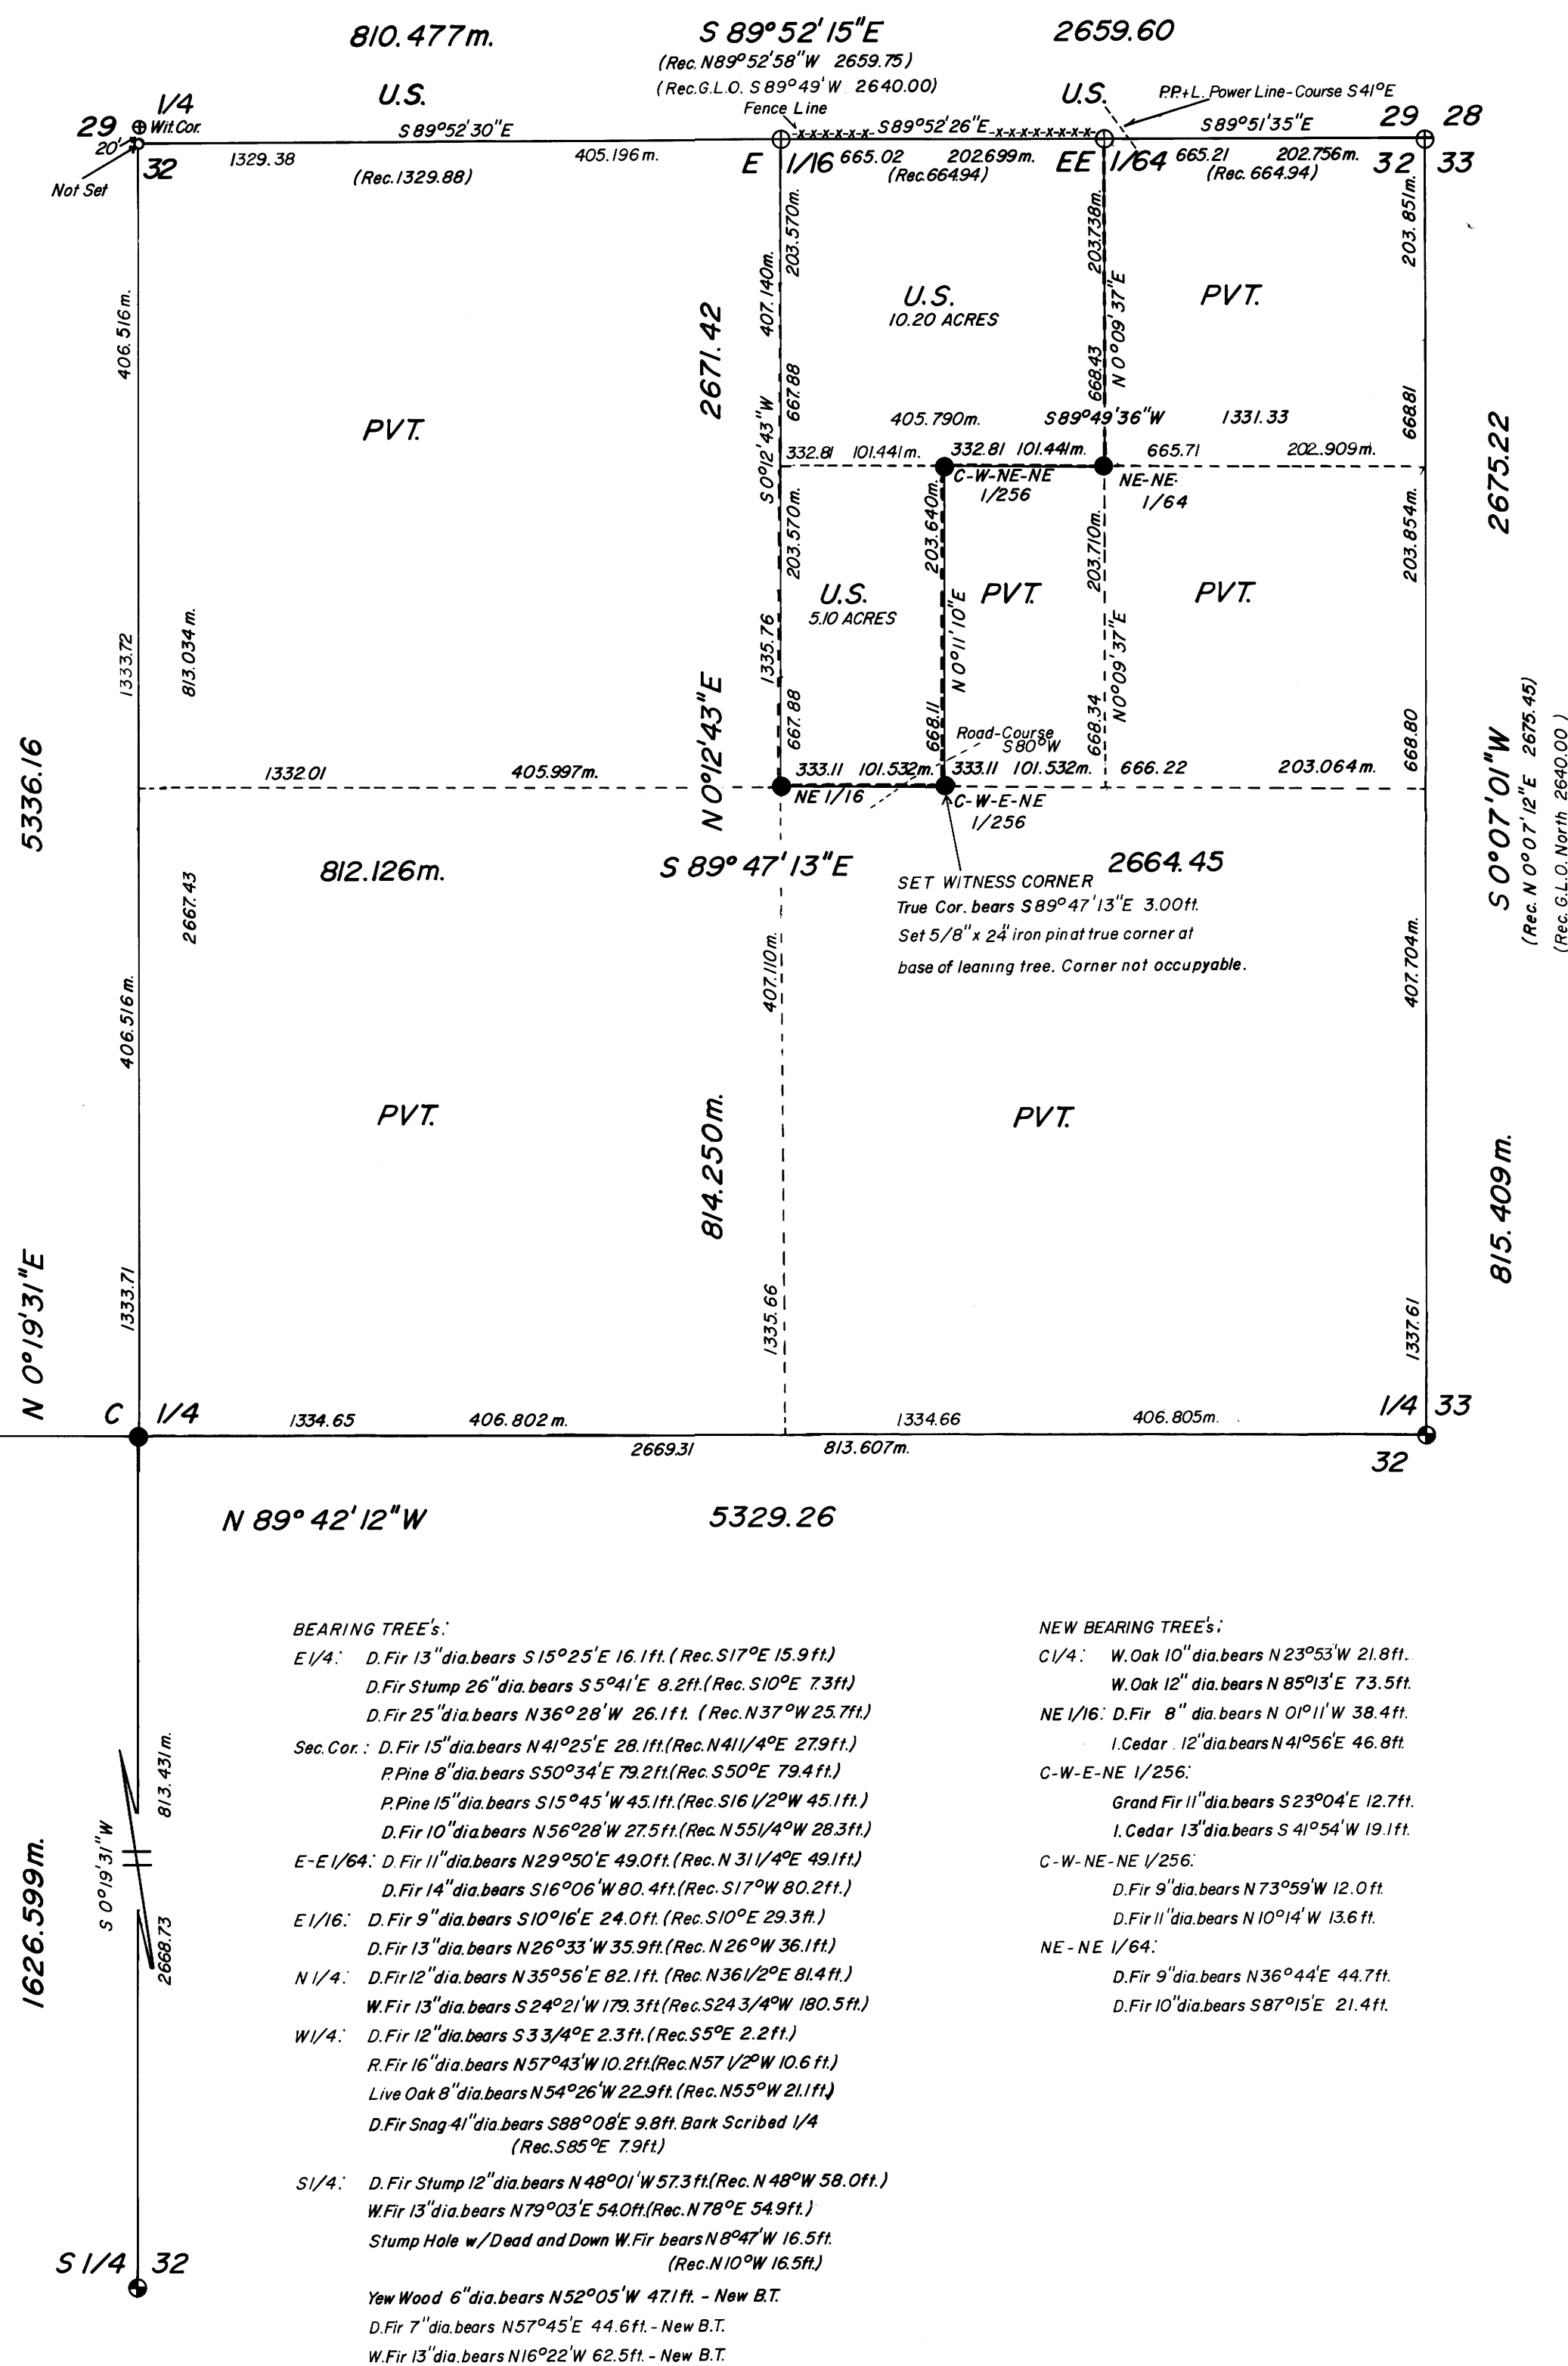 810.477m. S 89°52'15"E 2659.60
(Rec. N89°52'58"W 2659.75)
(Rec.G.L.O. S 89°49'W 2640.00)
U.S.
Fence Line
U.S.
P.P.+L. Power Line-Course S 41°E
1/4
29 Wit.Cor.
20'
32
Not Set
S 89°52'30"E
-x-x-x-x-x-x- S89°52'26"E -x-x-x-x-x-x-x-
S 89°51'35"E
29 28
32 33
1329.38 405.196m.
(Rec.1329.88)
E 1/16 665.02 202.699m.
(Rec.664.94)
EE 1/64 665.21 202.756m.
(Rec. 664.94)
203.570m.
203.738m.
203.851m.
407.140m.
406.516m.
2671.42
U.S.
10.20 ACRES
PVT.
N 0°09'37"E
667.88
668.43
668.81
S 0°12'43"W
PVT.
405.790m. S89°49'36"W 1331.33
332.81 101.441m. 332.81 101.441m. 665.71 202.909m.
C-W-NE-NE
1/256
NE-NE
1/64
2675.22
203.570m.
203.640m.
203.710m.
203.854m.
U.S.
5.10 ACRES
PVT.
PVT.
1333.72
813.034m.
1335.76
N 0°11'10"E
N0°09'37"E
667.88
668.11
668.34
668.80
Road-Course
S80°W
5336.16
N 0°12'43"E
S 0°07'01"W
(Rec. N 0°07'12"E 2675.45)
(Rec. G.L.O. North 2640.00)
1332.01 405.997m. 333.11 101.532m. 333.11 101.532m. 666.22 203.064m.
NE 1/16
C-W-E-NE
1/256
812.126m. S 89°47'13"E 2664.45
2667.43
SET WITNESS CORNER
True Cor. bears S89°47'13"E 3.00ft.
Set 5/8"x 24" iron pin at true corner at
base of leaning tree. Corner not occupyable.
406.516m.
407.110m.
407.704m.
PVT.
PVT.
814.250m.
815.409m.
1333.71
1335.66
1337.61
N 0°19'31"E
C 1/4
1334.65 406.802m. 1334.66 406.805m.
1/4 33
32
2669.31 813.607m.
N 89°42'12"W 5329.26
813.431m.
S 0°19'31"W
2668.73
1626.599m.
S 1/4 32
BEARING TREE's:
E1/4: D.Fir 13"dia.bears S15°25'E 16.1ft.(Rec.S17°E 15.9ft.)
D.Fir Stump 26"dia.bears S5°41'E 8.2ft.(Rec.S10°E 7.3ft)
D.Fir 25"dia.bears N36°28'W 26.1ft. (Rec.N37°W 25.7ft.)
Sec.Cor.: D.Fir 15"dia.bears N41°25'E 28.1ft.(Rec.N41 1/4°E 27.9ft.)
P.Pine 8"dia.bears S50°34'E 79.2ft.(Rec.S50°E 79.4ft.)
P.Pine 15"dia.bears S15°45'W 45.1ft.(Rec.S16 1/2°W 45.1ft.)
D.Fir 10"dia.bears N56°28'W 27.5ft.(Rec.N55 1/4°W 28.3ft.)
E-E 1/64: D.Fir 11"dia.bears N29°50'E 49.0ft.(Rec.N 31 1/4°E 49.1ft.)
D.Fir 14"dia.bears S16°06'W 80.4ft.(Rec.S17°W 80.2ft.)
E1/16: D.Fir 9"dia.bears S10°16'E 24.0ft.(Rec.S10°E 29.3ft.)
D.Fir 13"dia.bears N26°33'W 35.9ft.(Rec.N 26°W 36.1ft.)
N1/4: D.Fir 12"dia.bears N35°56'E 82.1ft. (Rec.N36 1/2°E 81.4ft.)
W.Fir 13"dia.bears S24°21'W 179.3ft(Rec.S24 3/4°W 180.5ft.)
W1/4: D.Fir 12"dia.bears S3 3/4°E 2.3ft.(Rec.S5°E 2.2ft.)
R.Fir 16"dia.bears N57°43'W 10.2ft.(Rec.N57 1/2°W 10.6ft.)
Live Oak 8"dia.bears N54°26'W 22.9ft.(Rec.N55°W 21.1ft.)
D.Fir Snag 41"dia.bears S88°08'E 9.8ft. Bark Scribed 1/4
(Rec.S85°E 7.9ft.)
S1/4: D.Fir Stump 12"dia.bears N48°01'W 57.3ft.(Rec.N 48°W 58.0ft.)
W.Fir 13"dia.bears N79°03'E 54.0ft.(Rec.N78°E 54.9ft.)
Stump Hole w/Dead and Down W.Fir bears N8°47'W 16.5ft.
(Rec.N10°W 16.5ft.)
Yew Wood 6"dia.bears N52°05'W 47.1ft. - New B.T.
D.Fir 7"dia.bears N57°45'E 44.6ft. - New B.T.
W.Fir 13"dia.bears N16°22'W 62.5ft. - New B.T.
NEW BEARING TREE's:
C1/4: W.Oak 10"dia.bears N23°53'W 21.8ft.
W.Oak 12" dia.bears N 85°13'E 73.5ft.
NE 1/16: D.Fir 8" dia.bears N 01°11'W 38.4ft.
I.Cedar 12"dia.bears N41°56'E 46.8ft.
C-W-E-NE 1/256:
Grand Fir 11"dia.bears S23°04'E 12.7ft.
I.Cedar 13"dia.bears S 41°54'W 19.1ft.
C-W-NE-NE 1/256:
D.Fir 9"dia.bears N73°59'W 12.0ft.
D.Fir 11"dia.bears N10°14'W 13.6ft.
NE-NE 1/64:
D.Fir 9"dia.bears N36°44'E 44.7ft.
D.Fir 10"dia.bears S87°15'E 21.4ft.